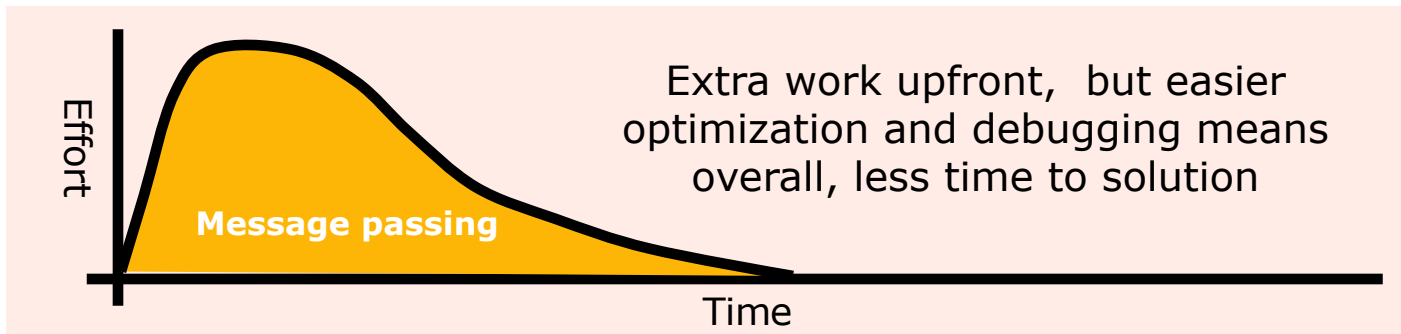 Effort
Extra work upfront,  but easier
optimization and debugging means
overall, less time to solution
Message passing
Time